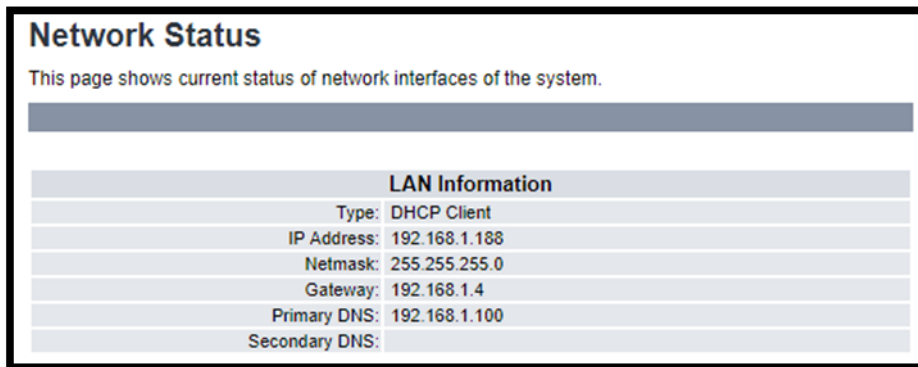 Network Status
This page shows current status of network interfaces of the system.
LAN Information
Type: DHCP Client
IP Address: 192.168.1.188
Netmask: 255.255.255.0
Gateway: 192.168.1.4
Primary DNS: 192.168.1.100
Secondary DNS: